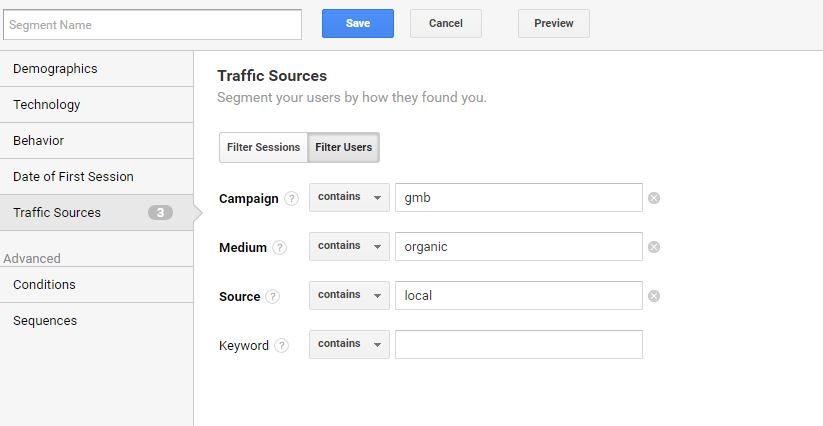 Segment Name
Save
Cancel
Preview
Demographics
Technology
Behavior
Date of First Session
Traffic Sources 3
Advanced
Conditions
Sequences
Traffic Sources
Segment your users by how they found you.
Filter Sessions Filter Users
Campaign ? contains gmb
Medium ? contains organic
Source ? contains local
Keyword ? contains